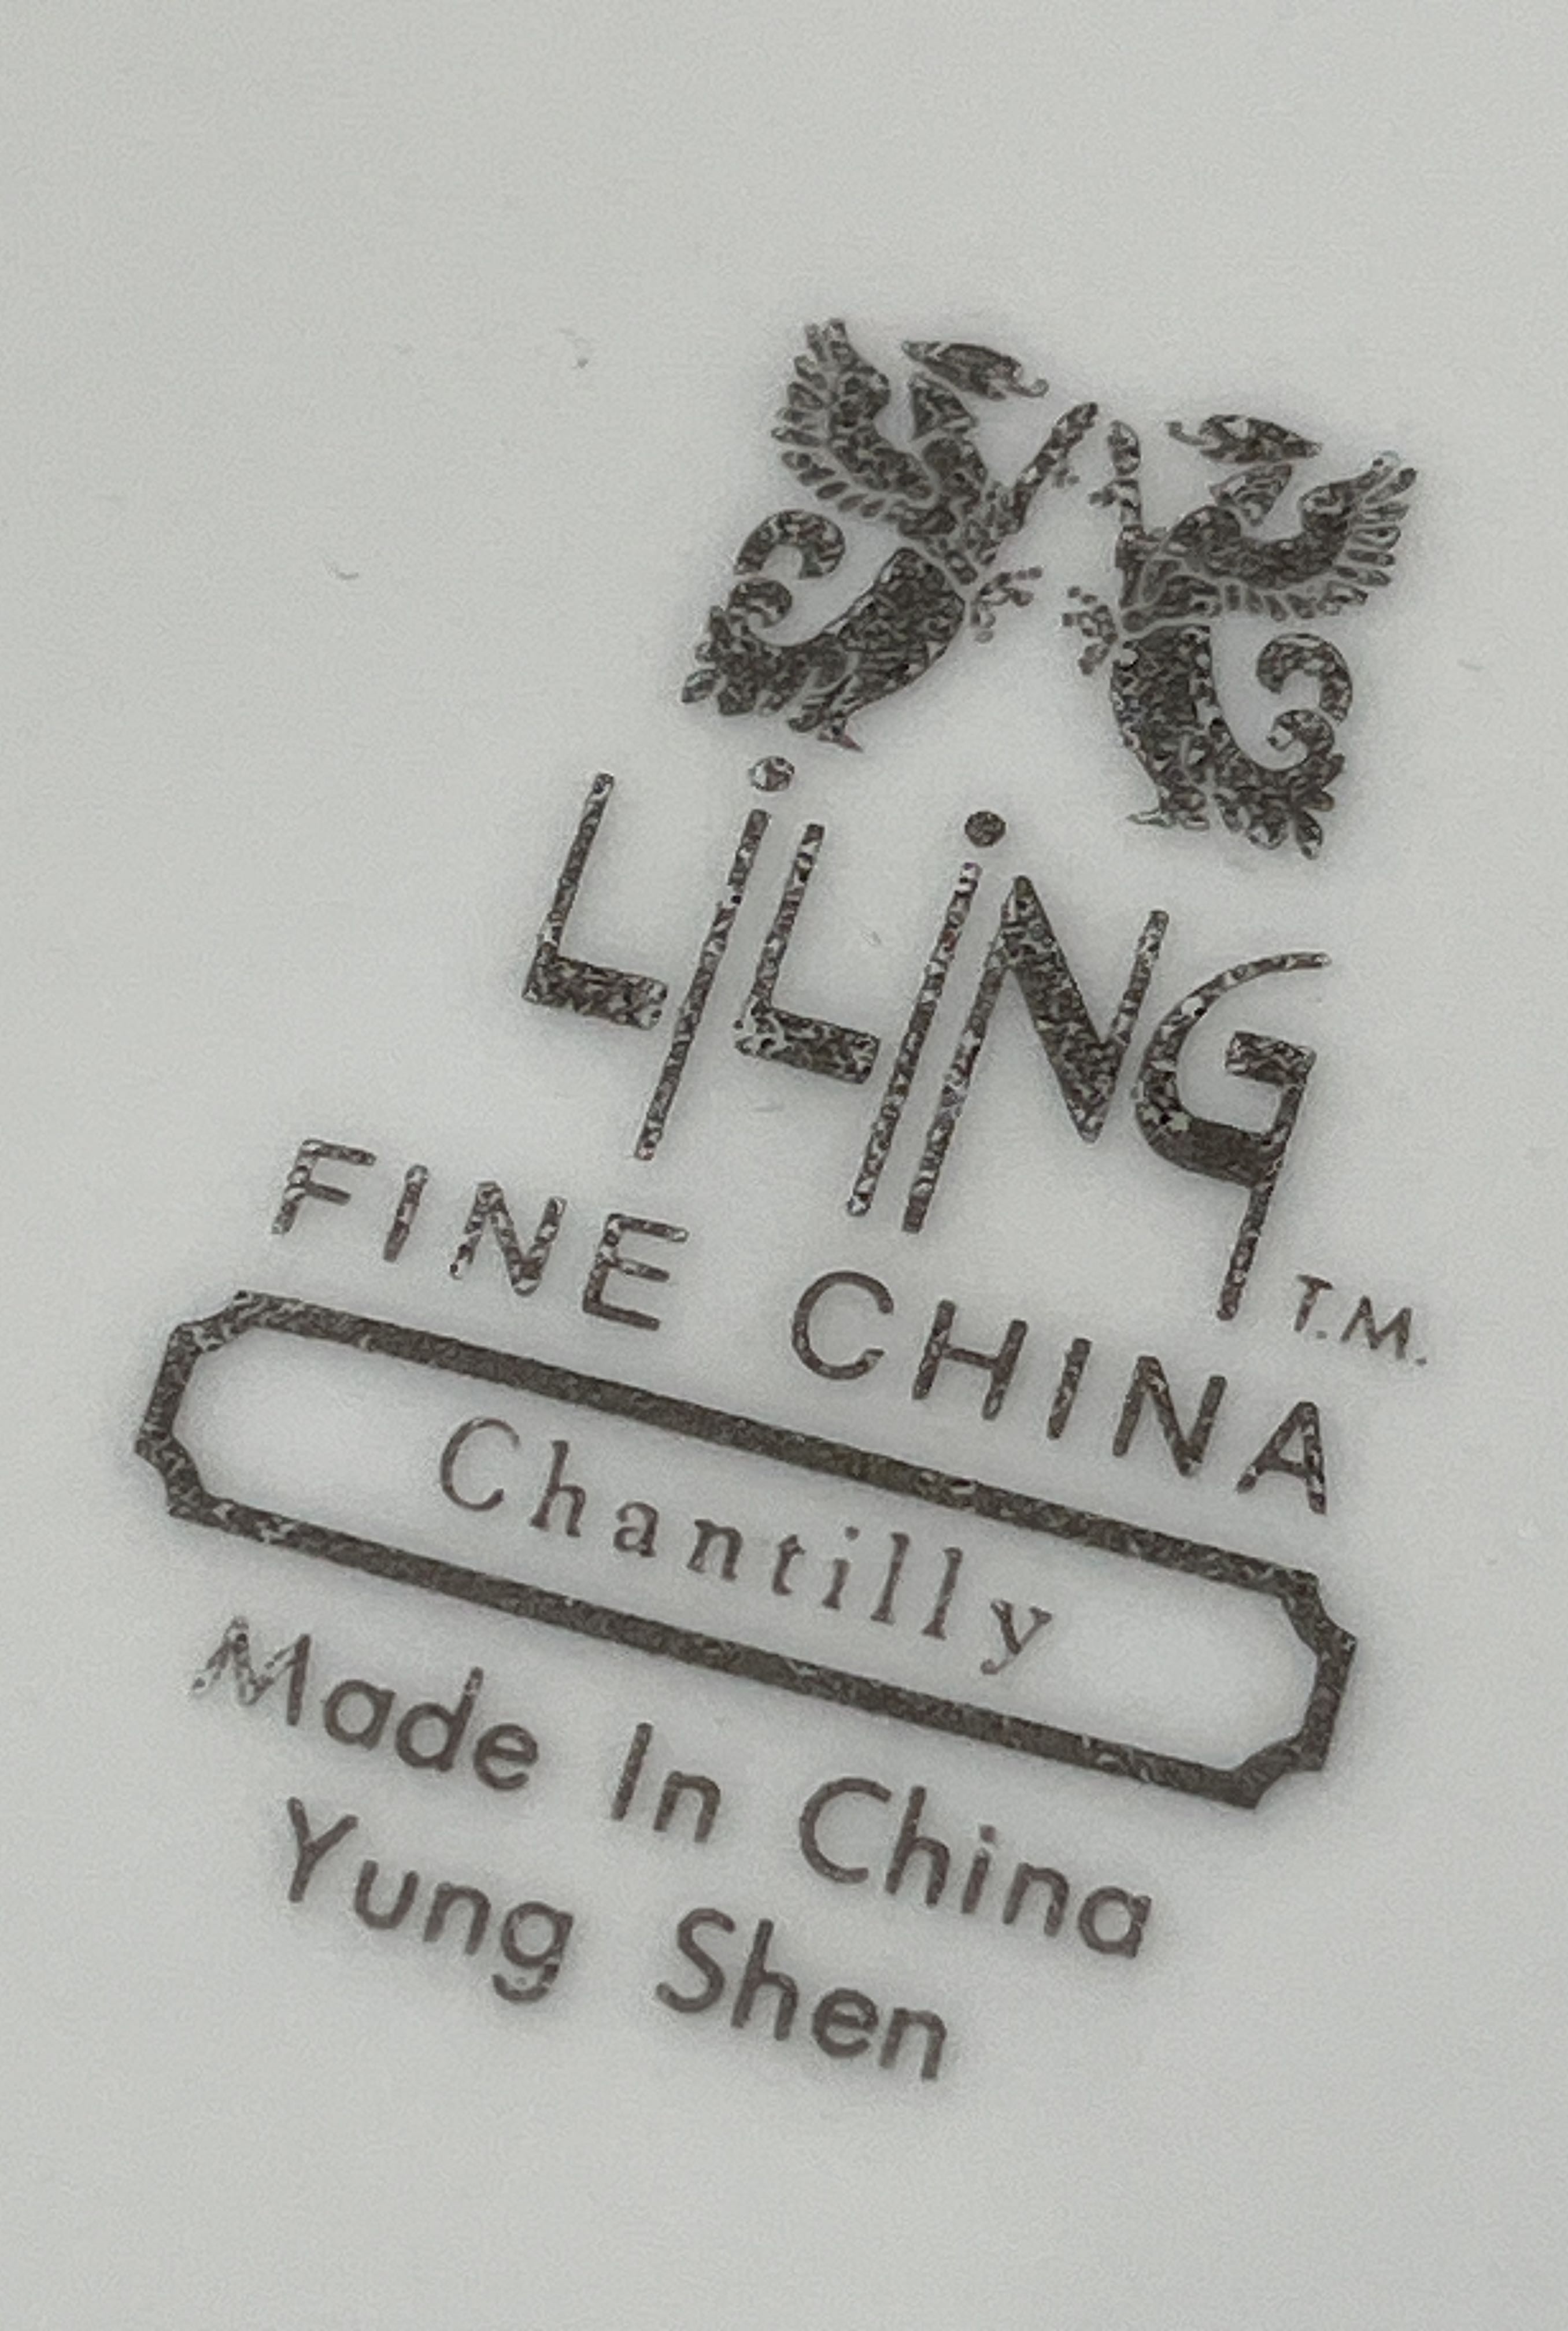 LiLiNG
T.M.
FINE CHINA
Chantilly
Made In China
Yung Shen